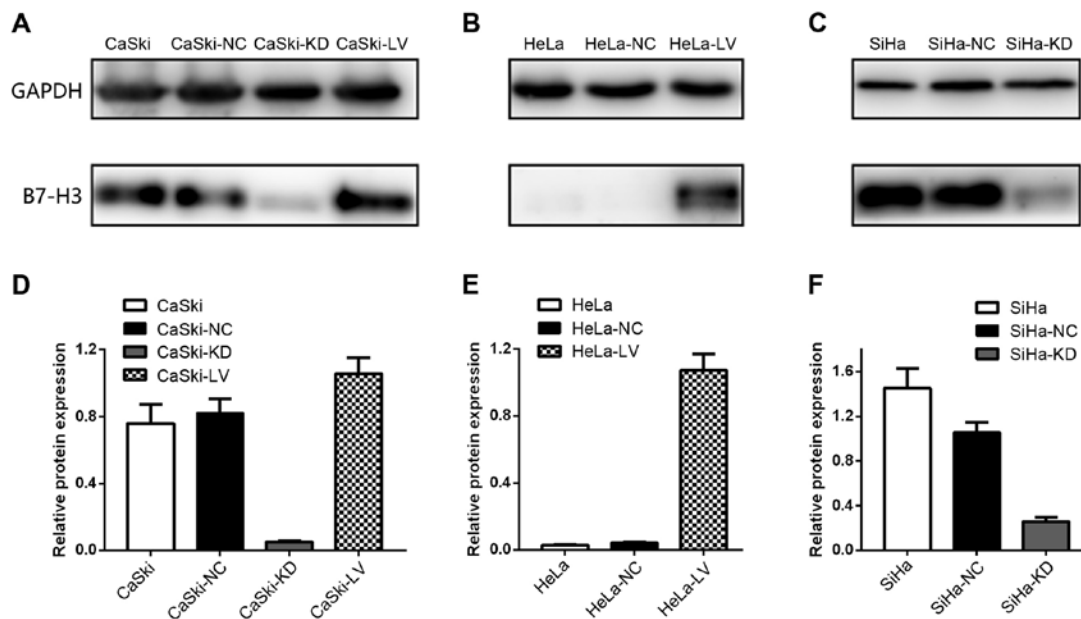 A
CaSki CaSki-NC CaSki-KD CaSki-LV
GAPDH
B7-H3
B
HeLa HeLa-NC HeLa-LV
C
SiHa SiHa-NC SiHa-KD
D
CaSki
CaSki-NC
CaSki-KD
CaSki-LV
Relative protein expression
1.2
0.8
0.4
0.0
CaSki
CaSki-NC
CaSki-KD
CaSki-LV
E
HeLa
HeLa-NC
HeLa-LV
Relative protein expression
1.2
0.8
0.4
0.0
HeLa
HeLa-NC
HeLa-LV
F
SiHa
SiHa-NC
SiHa-KD
Relative protein expression
1.6
1.2
0.8
0.4
0.0
SiHa
SiHa-NC
SiHa-KD